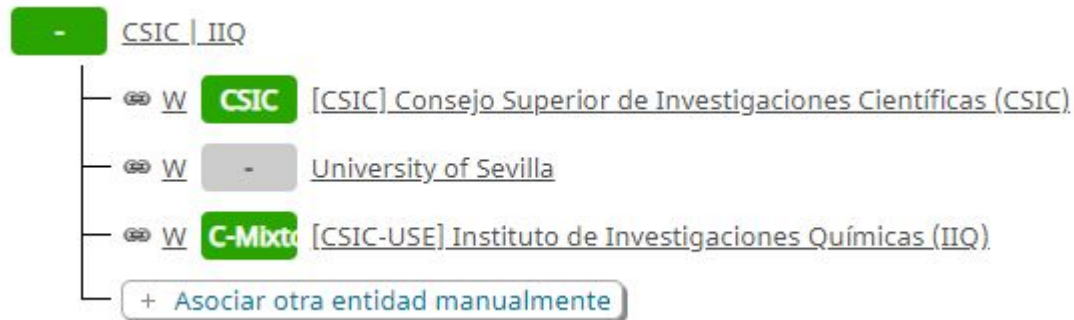 - CSIC | IIQ
W CSIC [CSIC] Consejo Superior de Investigaciones Científicas (CSIC)
W - University of Sevilla
W C-Mixto [CSIC-USE] Instituto de Investigaciones Químicas (IIQ)
+ Asociar otra entidad manualmente